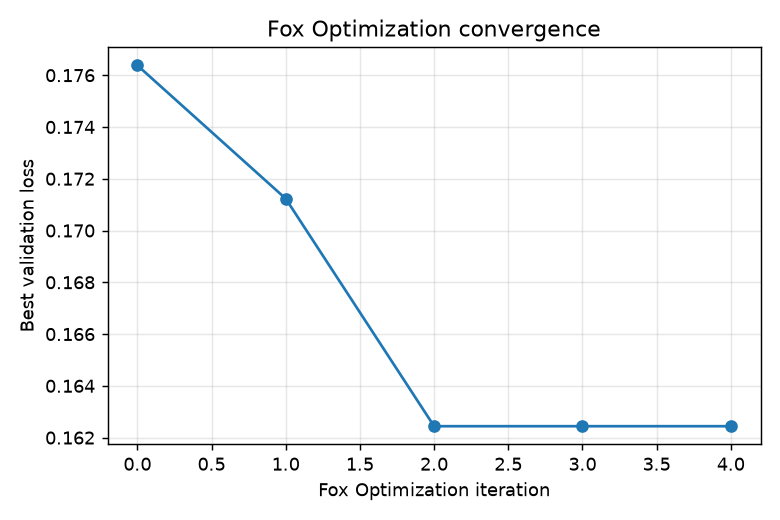 Fox Optimization convergence
Best validation loss
0.176
0.174
0.172
0.170
0.168
0.166
0.164
0.162
0.0 0.5 1.0 1.5 2.0 2.5 3.0 3.5 4.0
Fox Optimization iteration